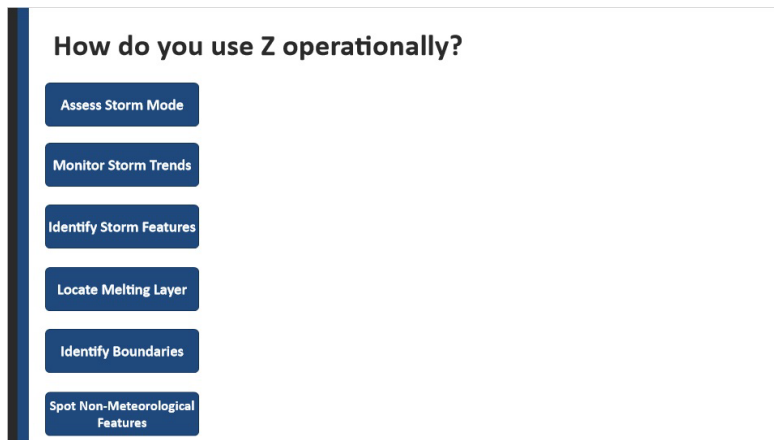 How do you use Z operationally?
Assess Storm Mode
Monitor Storm Trends
Identify Storm Features
Locate Melting Layer
Identify Boundaries
Spot Non-Meteorological
Features